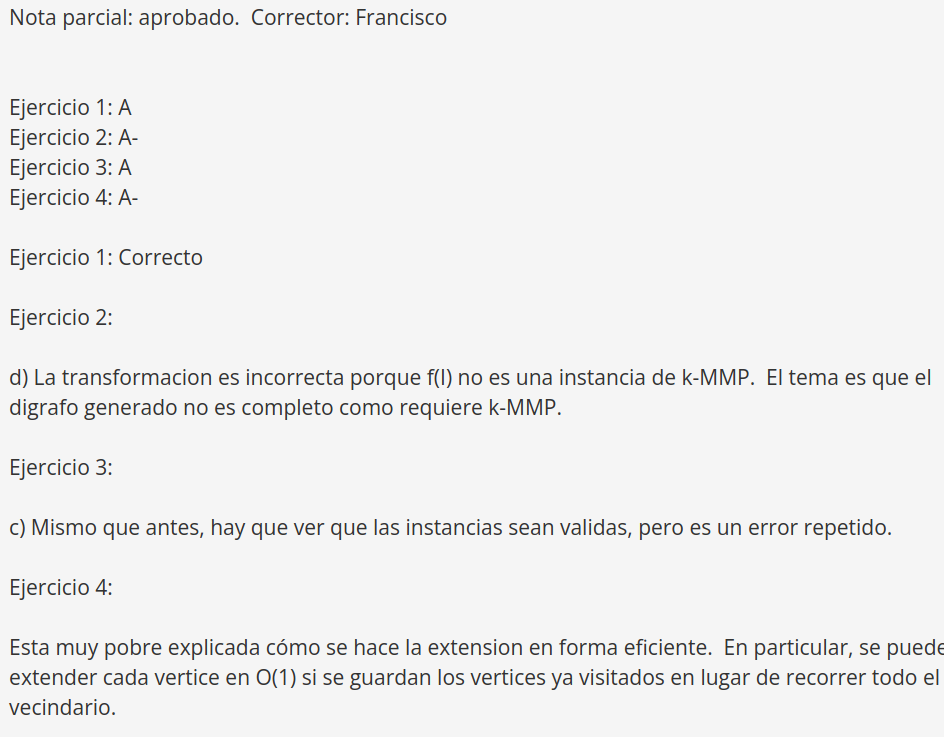 Nota parcial: aprobado.  Corrector: Francisco
Ejercicio 1: A
Ejercicio 2: A-
Ejercicio 3: A
Ejercicio 4: A-
Ejercicio 1: Correcto
Ejercicio 2:
d) La transformacion es incorrecta porque f(I) no es una instancia de k-MMP.  El tema es que el
digrafo generado no es completo como requiere k-MMP.
Ejercicio 3:
c) Mismo que antes, hay que ver que las instancias sean validas, pero es un error repetido.
Ejercicio 4:
Esta muy pobre explicada cómo se hace la extension en forma eficiente.  En particular, se puede
extender cada vertice en O(1) si se guardan los vertices ya visitados en lugar de recorrer todo el
vecindario.